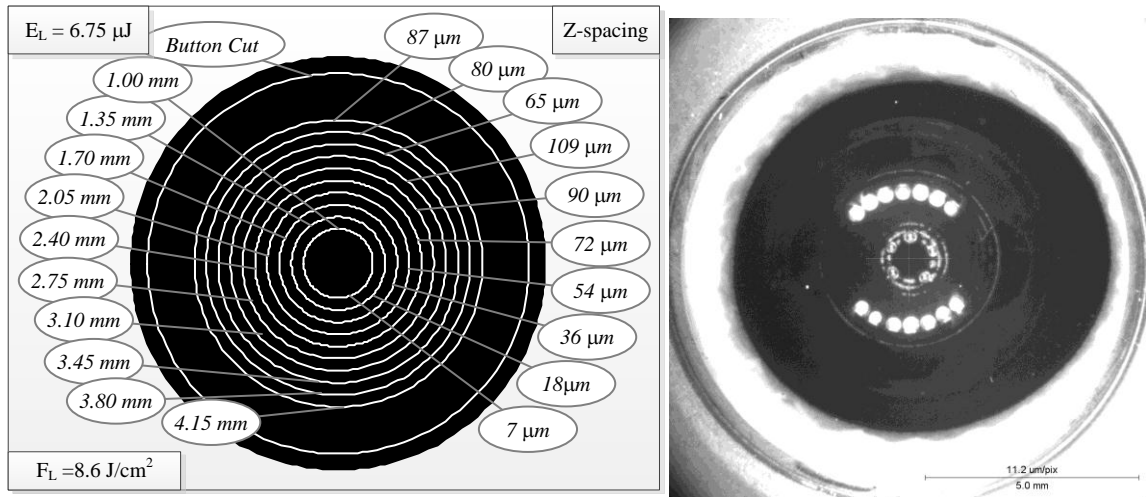 E_L = 6.75 μJ
Button Cut
87 μm
Z-spacing
1.00 mm
80 μm
1.35 mm
65 μm
1.70 mm
109 μm
2.05 mm
90 μm
2.40 mm
72 μm
2.75 mm
54 μm
3.10 mm
36 μm
3.45 mm
18μm
3.80 mm
4.15 mm
7 μm
F_L =8.6 J/cm²
11.2 um/pix
5.0 mm